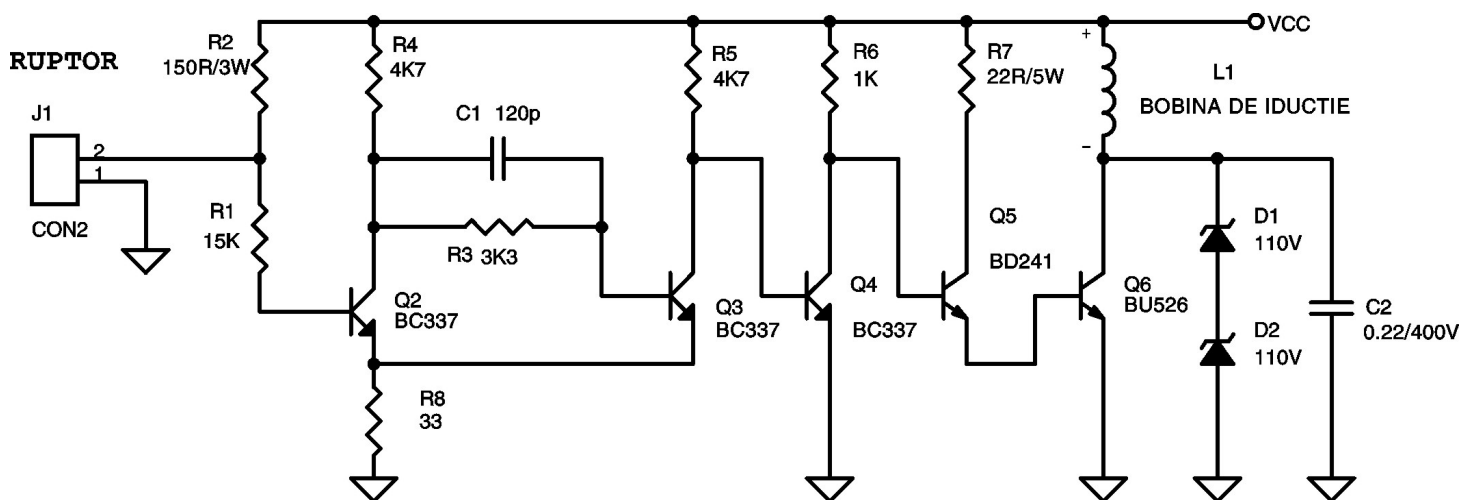 RUPTOR
J1
2
1
CON2
R2
150R/3W
R1
15K
R4
4K7
C1 120p
R3 3K3
Q2
BC337
R8
33
R5
4K7
Q3
BC337
R6
1K
Q4
BC337
R7
22R/5W
Q5
BD241
VCC
+
L1
BOBINA DE IDUCTIE
-
Q6
BU526
D1
110V
D2
110V
C2
0.22/400V